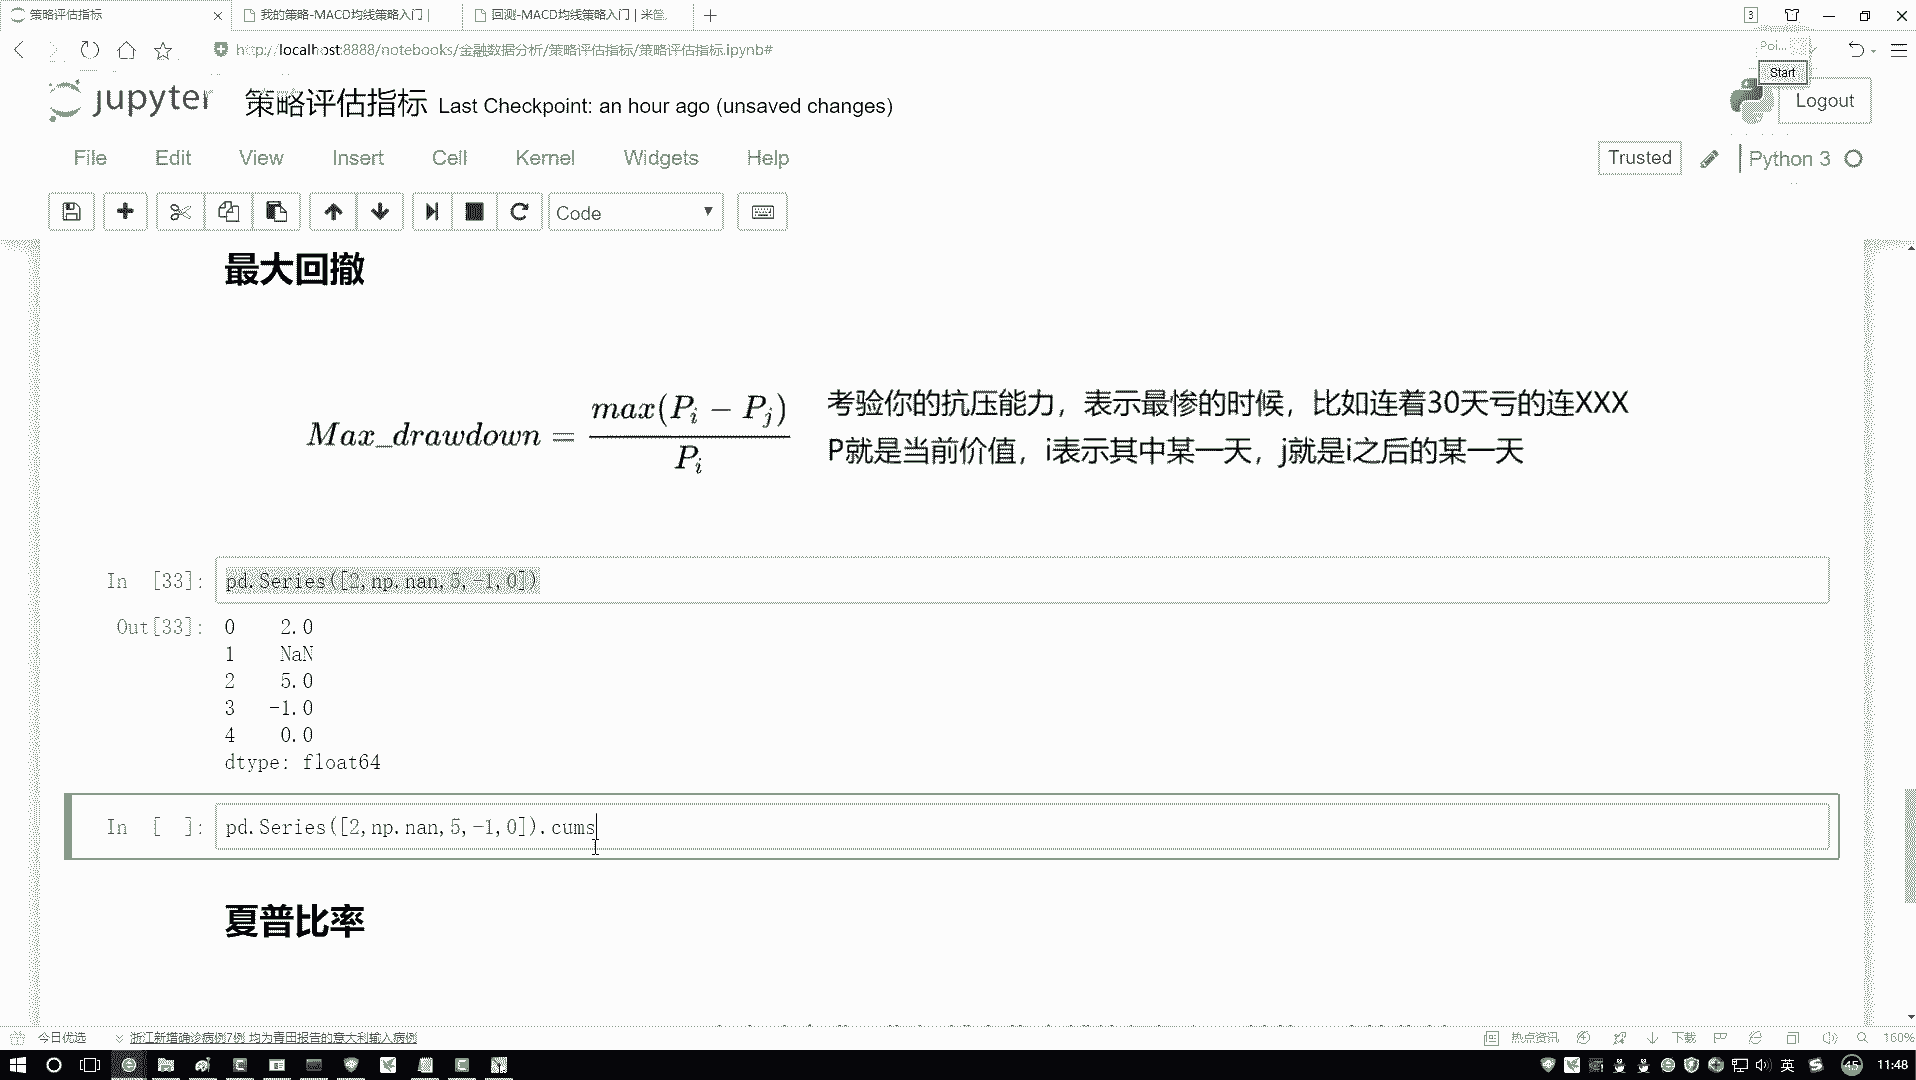 策略评估指标
我的策略-MACD均线策略入门 |
回测-MACD均线策略入门 | 米筐
3
http://localhost:8888/notebooks/金融数据分析/策略评估指标/策略评估指标.ipynb#
Poi...
Start
jupyter 策略评估指标 Last Checkpoint: an hour ago (unsaved changes)
Logout
File Edit View Insert Cell Kernel Widgets Help
Trusted
Python 3
Code
最大回撤
Max_drawdown = max(P_i − P_j) / P_i
考验你的抗压能力，表示最惨的时候，比如连着30天亏的连XXX
P就是当前价值，i表示其中某一天，j就是i之后的某一天
In [33]: pd.Series([2,np.nan,5,-1,0])
Out[33]: 0 2.0
1 NaN
2 5.0
3 -1.0
4 0.0
dtype: float64
In [ ]: pd.Series([2,np.nan,5,-1,0]).cums
夏普比率
今日优选
浙江新增确诊病例7例 均为青田报告的意大利输入病例
热点资讯
下载
160%
英
45
11:48